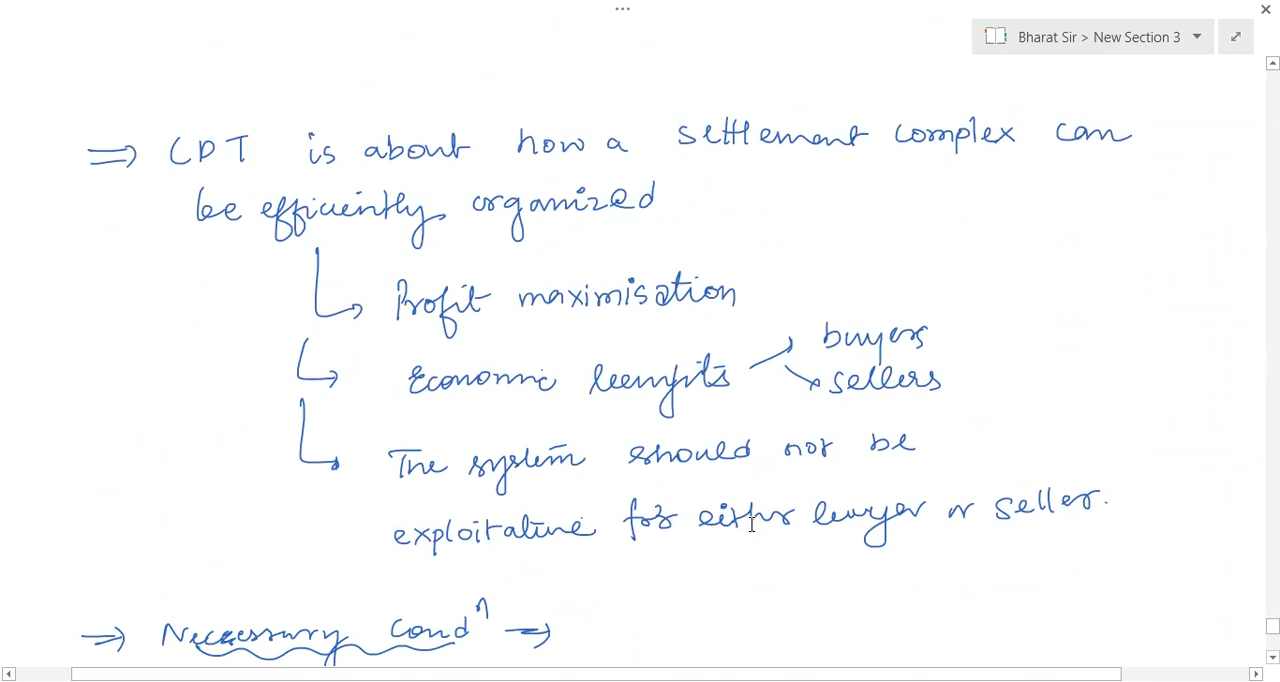 ...
Bharat Sir > New Section 3
⇒ CPT is about how a settlement complex can
be efficiently organized
↳ Profit maximisation
↳ Economic benefits → buyers
→ sellers
↳ The system should not be
exploitative for either buyer or seller.
⇒ Necessary condⁿ →